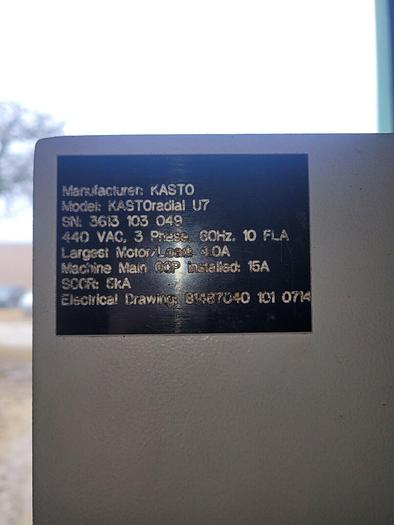 Manufacturer: KASTO
Model: KASTOradial U7
SN: 3613 103 049
440 VAC, 3 Phase, 60Hz, 10 FLA
Largest Motor/Load: 4.0A
Machine Main OCP installed: 15A
SCCR: 5kA
Electrical Drawing: 81487040 101 0714